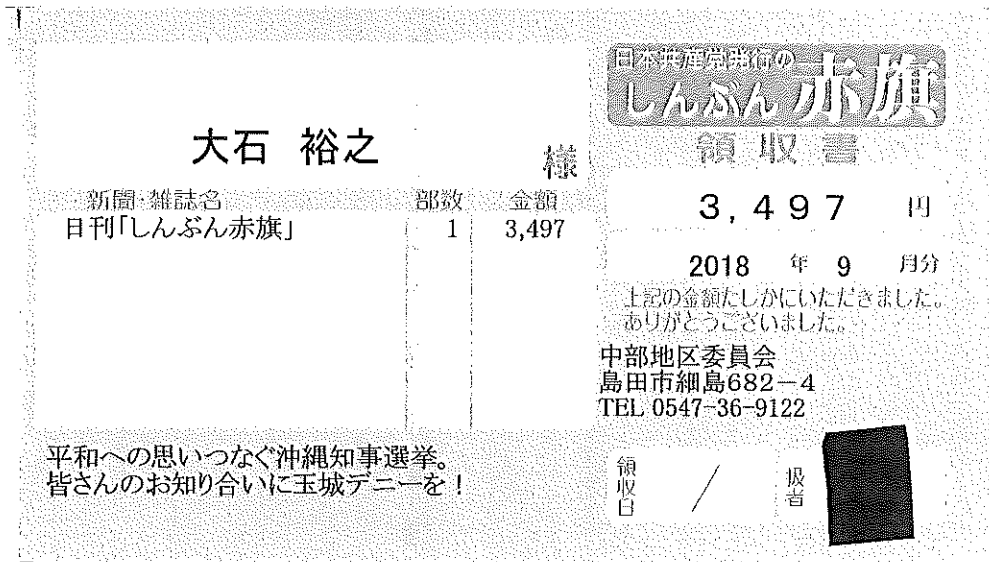 大石 裕之 様
新聞・雑誌名 部数 金額
日刊「しんぶん赤旗」 1 3,497
平和への思いつなぐ沖縄知事選挙。
皆さんのお知り合いに玉城デニーを！
日本共産党発行の
しんぶん赤旗
領収書
3,497 円
2018 年 9 月分
上記の金額たしかにいただきました。
ありがとうございました。
中部地区委員会
島田市細島682－4
TEL 0547-36-9122
領収日 /
扱者